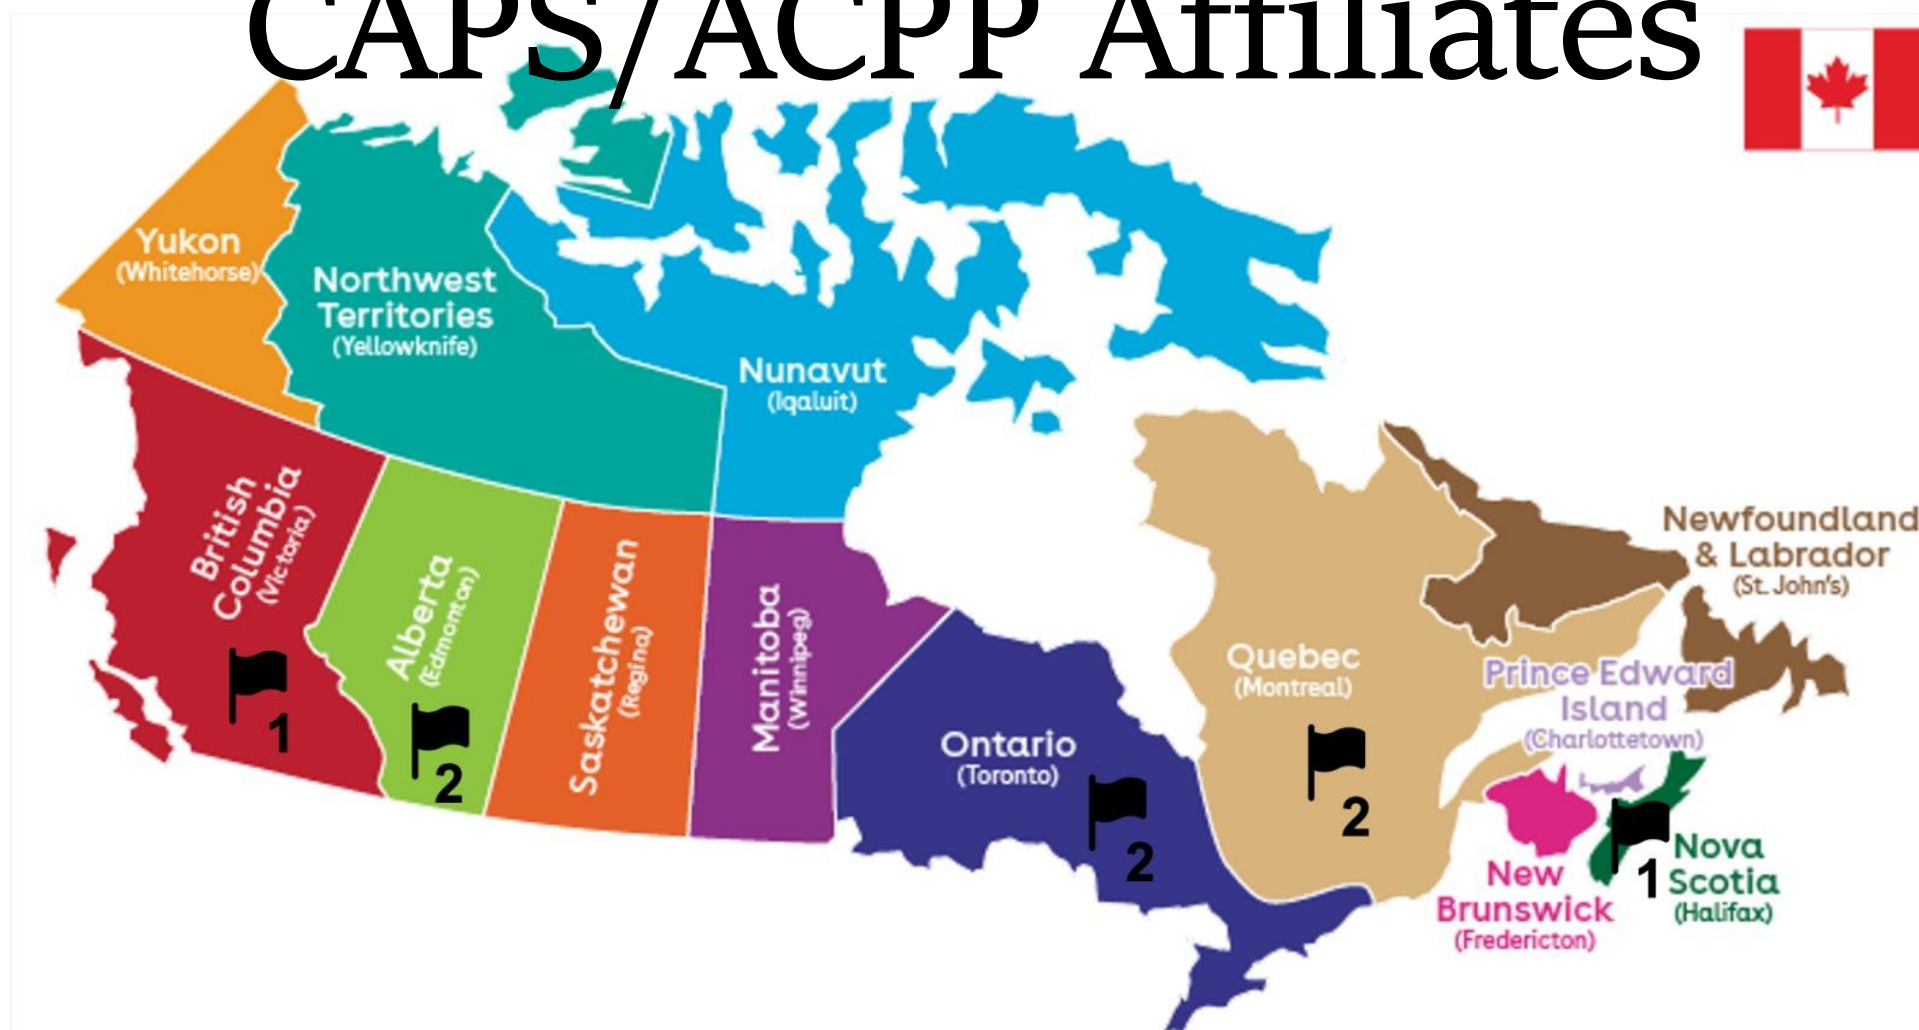 CAPS/ACPP Affiliates
Yukon
(Whitehorse)
Northwest
Territories
(Yellowknife)
Nunavut
(Iqaluit)
British
Columbia
(Victoria)
1
Alberta
(Edmonton)
2
Saskatchewan
(Regina)
Manitoba
(Winnipeg)
Ontario
(Toronto)
2
Quebec
(Montreal)
2
Newfoundland
& Labrador
(St. John's)
Prince Edward
Island
(Charlottetown)
New
Brunswick
(Fredericton)
1
Nova
Scotia
(Halifax)